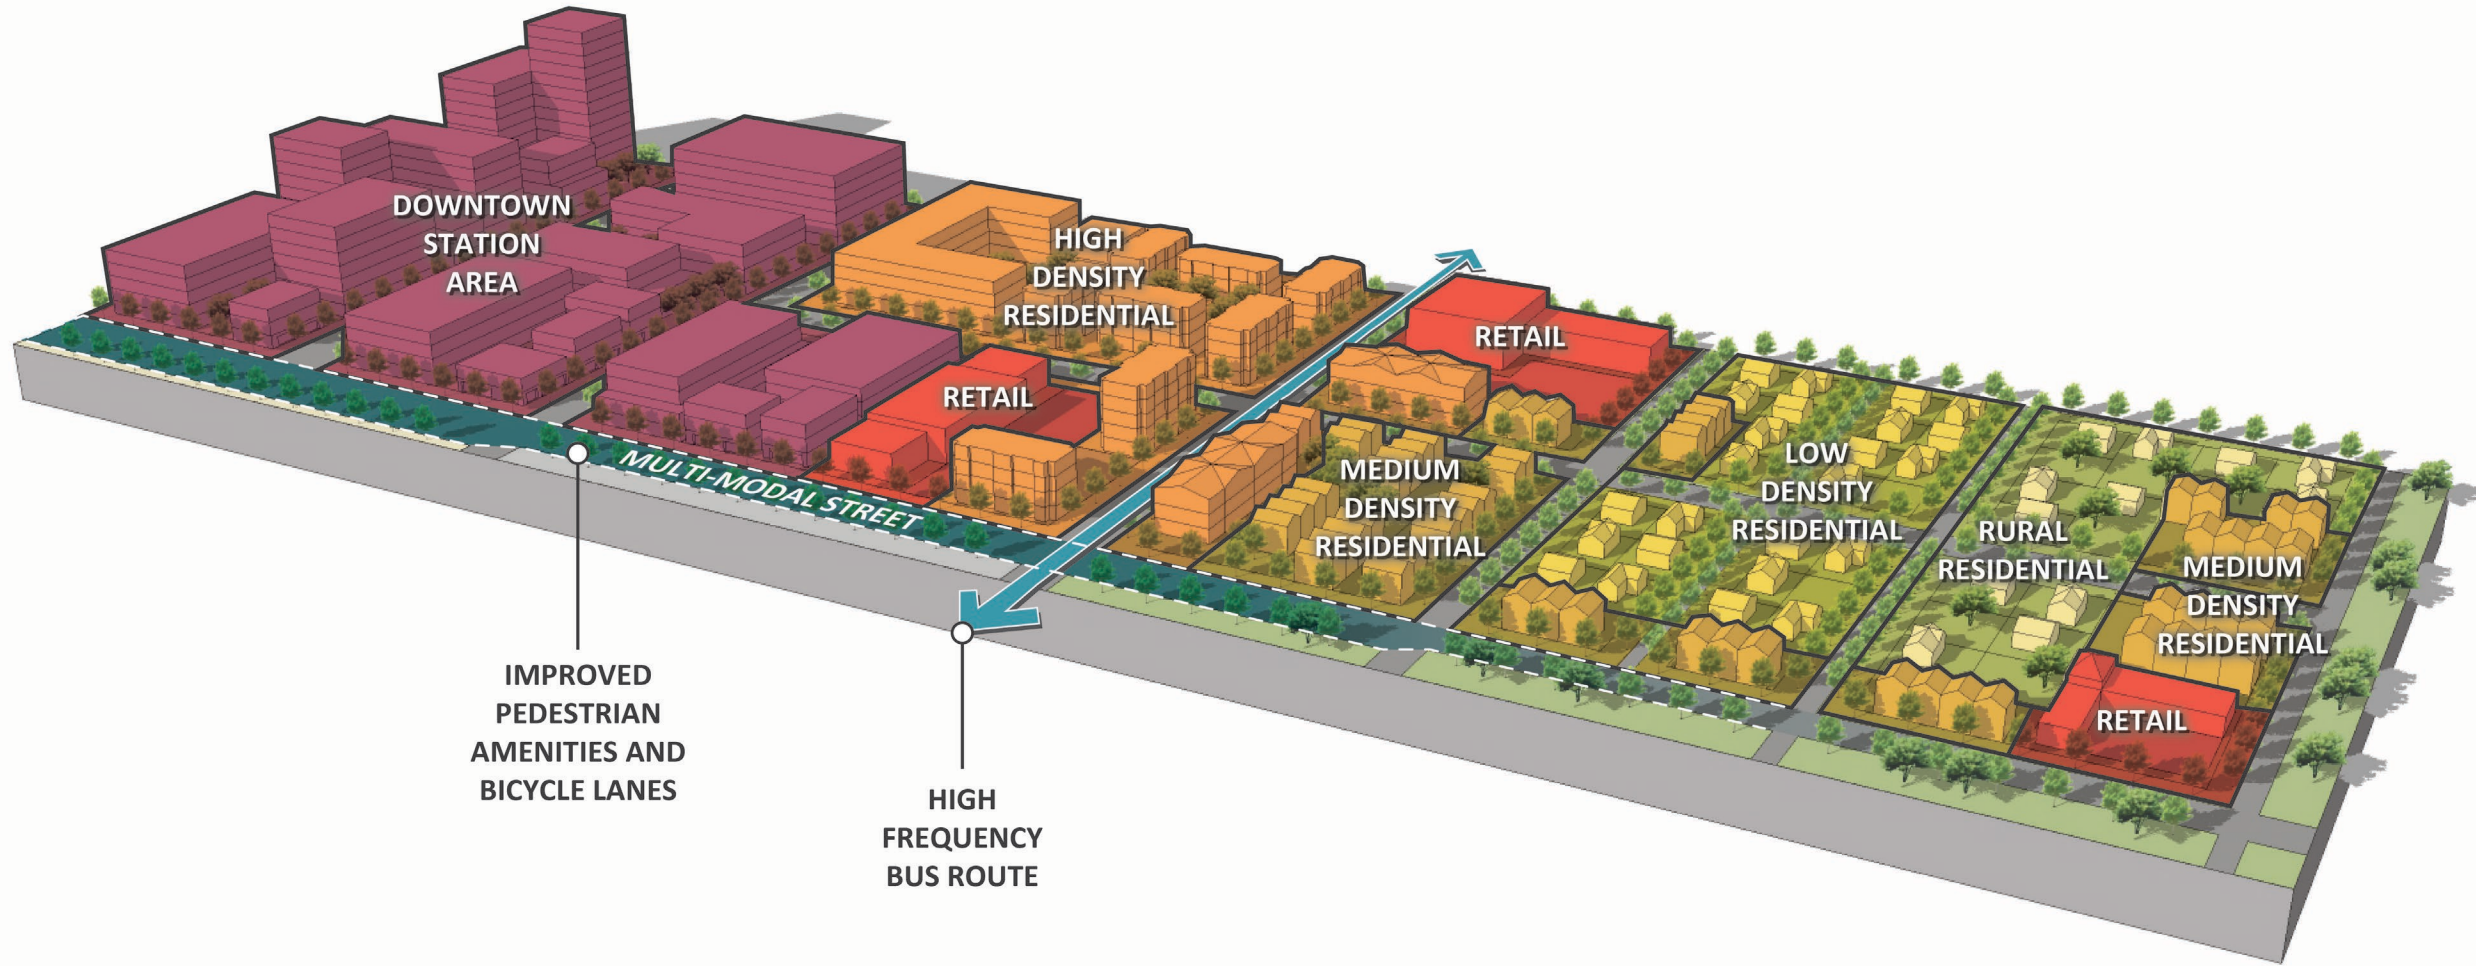 DOWNTOWN
STATION
AREA
HIGH
DENSITY
RESIDENTIAL
RETAIL
RETAIL
MULTI-MODAL STREET
MEDIUM
DENSITY
RESIDENTIAL
LOW
DENSITY
RESIDENTIAL
RURAL
RESIDENTIAL
MEDIUM
DENSITY
RESIDENTIAL
RETAIL
IMPROVED
PEDESTRIAN
AMENITIES AND
BICYCLE LANES
HIGH
FREQUENCY
BUS ROUTE